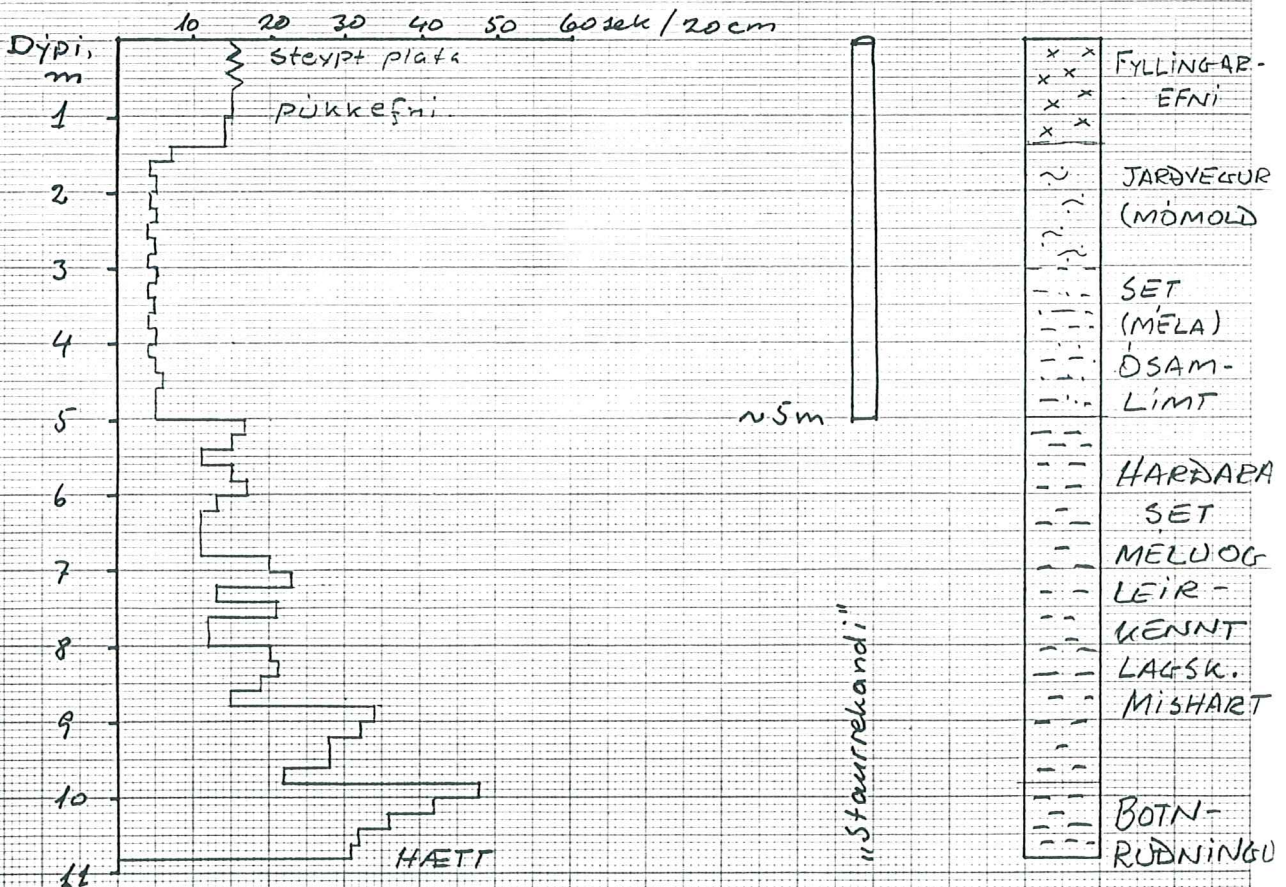 10 20 30 40 50 60 sek / 20 cm
Dýpi,
m
Steypt plata
púkkefni
1
2
3
4
5
6
7
8
9
10
11
HÆTT
~5m
„Staurrekandi"
FYLLINGAR-
EFNI
JARÐVEGUR
(MÓMOLD
SET
(MÉLA)
ÓSAM-
LÍMT
HARÐARA
SET
MÉLU OG
LEIR-
KENNT
LAGSK.
MISHART
BOTN-
RUÐNINGU